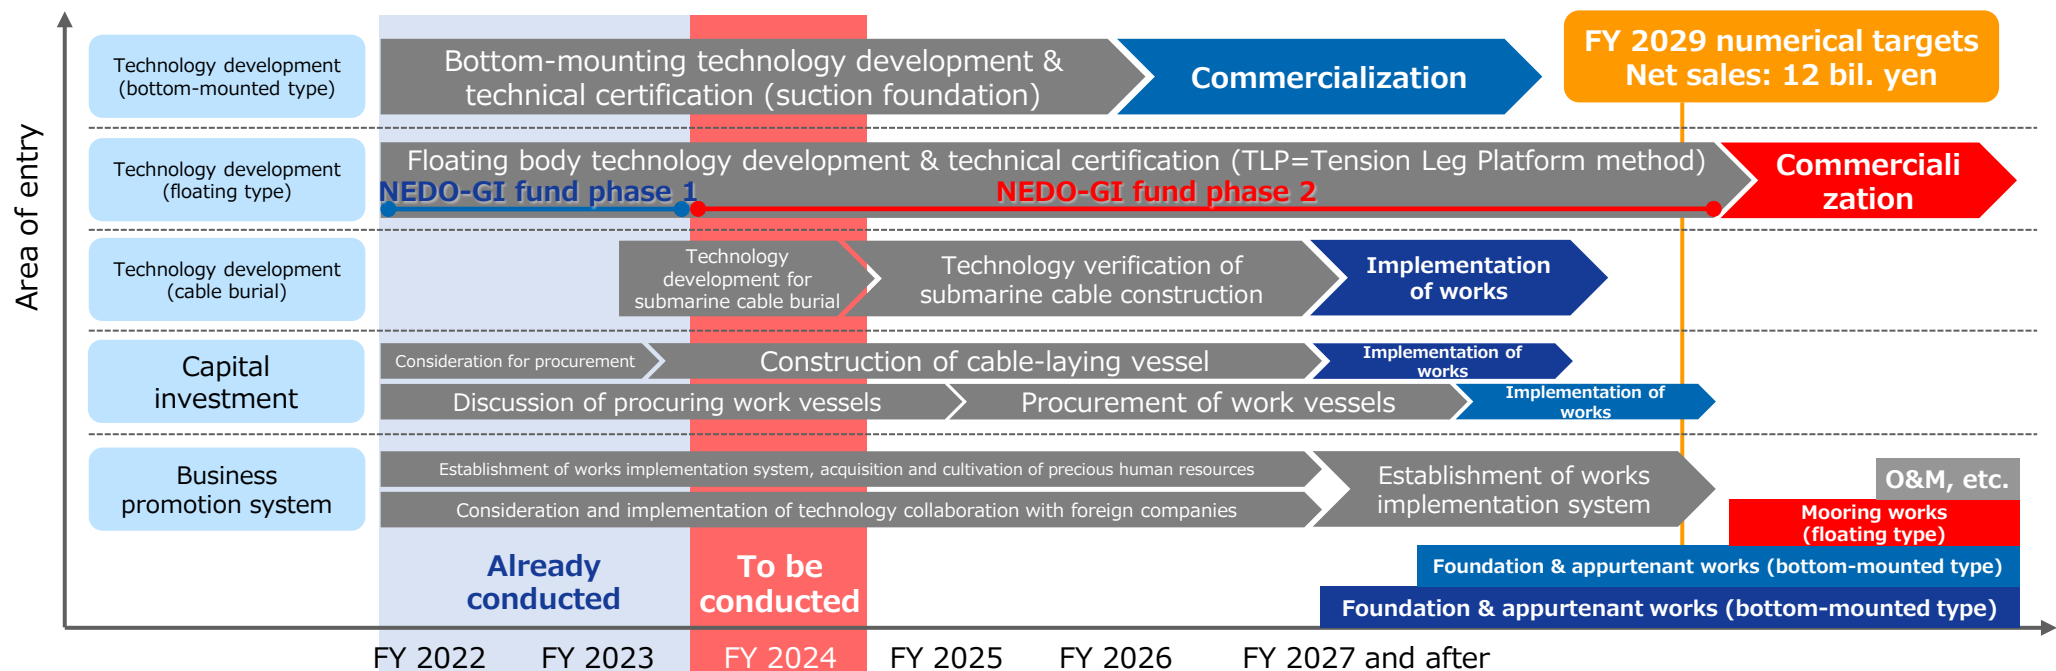 Area of entry
FY 2029 numerical targets
Net sales: 12 bil. yen
Technology development
(bottom-mounted type)
Bottom-mounting technology development &
technical certification (suction foundation)
Commercialization
Technology development
(floating type)
Floating body technology development & technical certification (TLP=Tension Leg Platform method)
NEDO-GI fund phase 1
NEDO-GI fund phase 2
Commerciali
zation
Technology development
(cable burial)
Technology
development for
submarine cable burial
Technology verification of
submarine cable construction
Implementation
of works
Capital
investment
Consideration for procurement
Construction of cable-laying vessel
Implementation of
works
Discussion of procuring work vessels
Procurement of work vessels
Implementation of
works
Business
promotion system
Establishment of works implementation system, acquisition and cultivation of precious human resources
Consideration and implementation of technology collaboration with foreign companies
Establishment of works
implementation system
O&M, etc.
Mooring works
(floating type)
Foundation & appurtenant works (bottom-mounted type)
Foundation & appurtenant works (bottom-mounted type)
Already
conducted
To be
conducted
FY 2022
FY 2023
FY 2024
FY 2025
FY 2026
FY 2027 and after